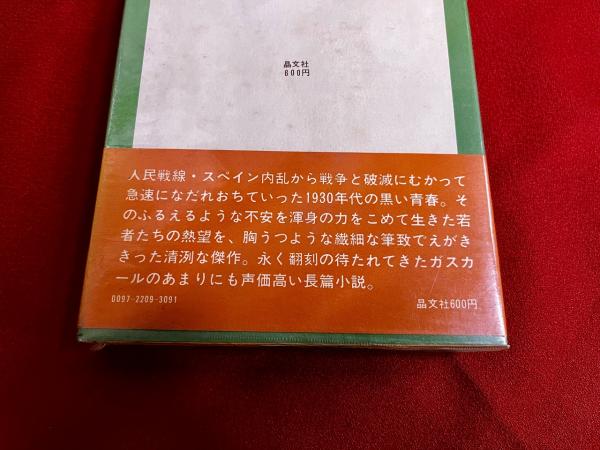 晶文社
600円
人民戦線・スペイン内乱から戦争と破滅にむかって
急速になだれおちていった1930年代の黒い青春。そ
のふるえるような不安を渾身の力をこめて生きた若
者たちの熱望を、胸うつような繊細な筆致でえがき
きった清冽な傑作。永く翻刻の待たれてきたガスカ
ールのあまりにも声価高い長篇小説。
0097-2209-3091
晶文社600円